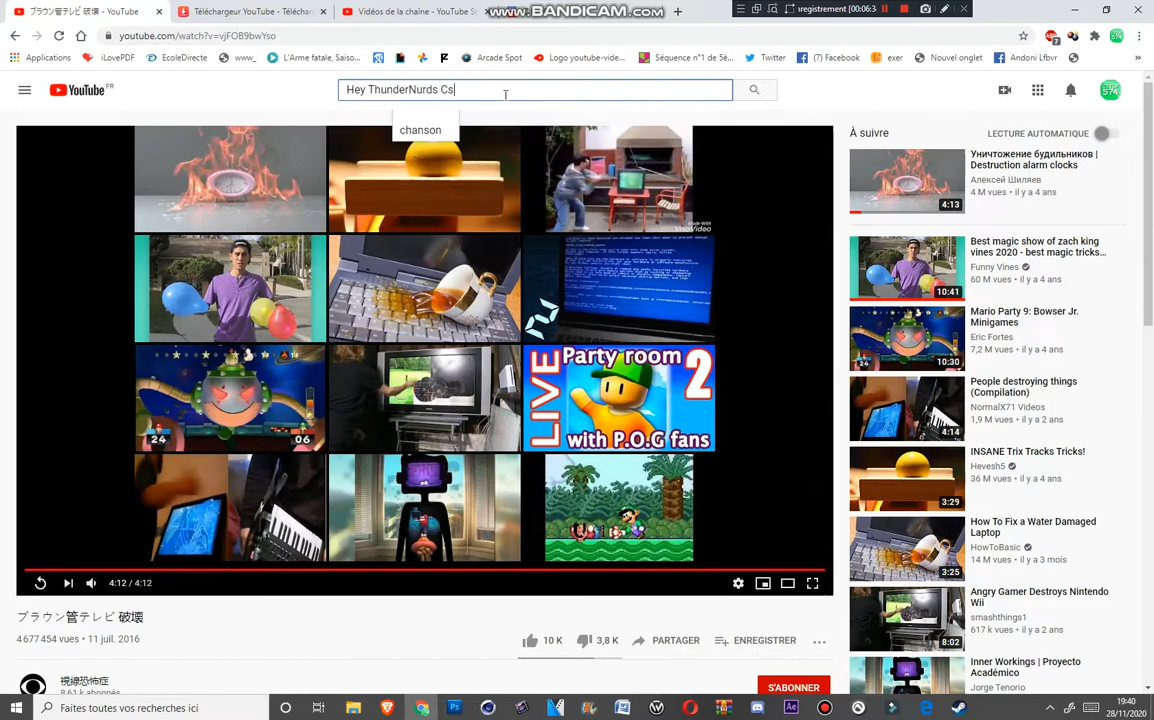 ブラウン管テレビ 破壊 - YouTube
Téléchargeur YouTube - Télécharg
Vidéos de la chaîne - YouTube St
www.BANDICAM.com
registrement [00:06:3
youtube.com/watch?v=vjFOB9bwYso
Applications
iLovePDF
EcoleDirecte
www_
L'Arme fatale, Saiso...
Arcade Spot
Logo youtube-vide...
Séquence n°1 de 5è...
Twitter
(7) Facebook
exer
Nouvel onglet
Andoni Lfbvr
YouTube FR
Hey ThunderNurds Cs
574
chanson
À suivre
LECTURE AUTOMATIQUE
Уничтожение будильников |
Destruction alarm clocks
Алексей Шиляев
4 M vues • il y a 4 ans
4:13
Best magic show of zach king
vines 2020 - best magic tricks...
Funny Vines
60 M vues • il y a 4 ans
10:41
Mario Party 9: Bowser Jr.
Minigames
Eric Fortes
7,2 M vues • il y a 4 ans
10:30
People destroying things
(Compilation)
NormalX71 Videos
1,9 M vues • il y a 2 ans
4:14
INSANE Trix Tracks Tricks!
Hevesh5
36 M vues • il y a 4 ans
3:29
How To Fix a Water Damaged
Laptop
HowToBasic
14 M vues • il y a 3 mois
3:25
Angry Gamer Destroys Nintendo
Wii
smashthings1
617 k vues • il y a 2 ans
8:02
Inner Workings | Proyecto
Académico
Jorge Tenorio
Made With
VivaVideo
24
06
LIVE
Party room
2
with P.O.G fans
4:12 / 4:12
ブラウン管テレビ 破壊
4 677 454 vues • 11 juil. 2016
10 K
3,8 K
PARTAGER
ENREGISTRER
視線恐怖症
8,61 k abonnés
S'ABONNER
Faites toutes vos recherches ici
19:40
28/11/2020